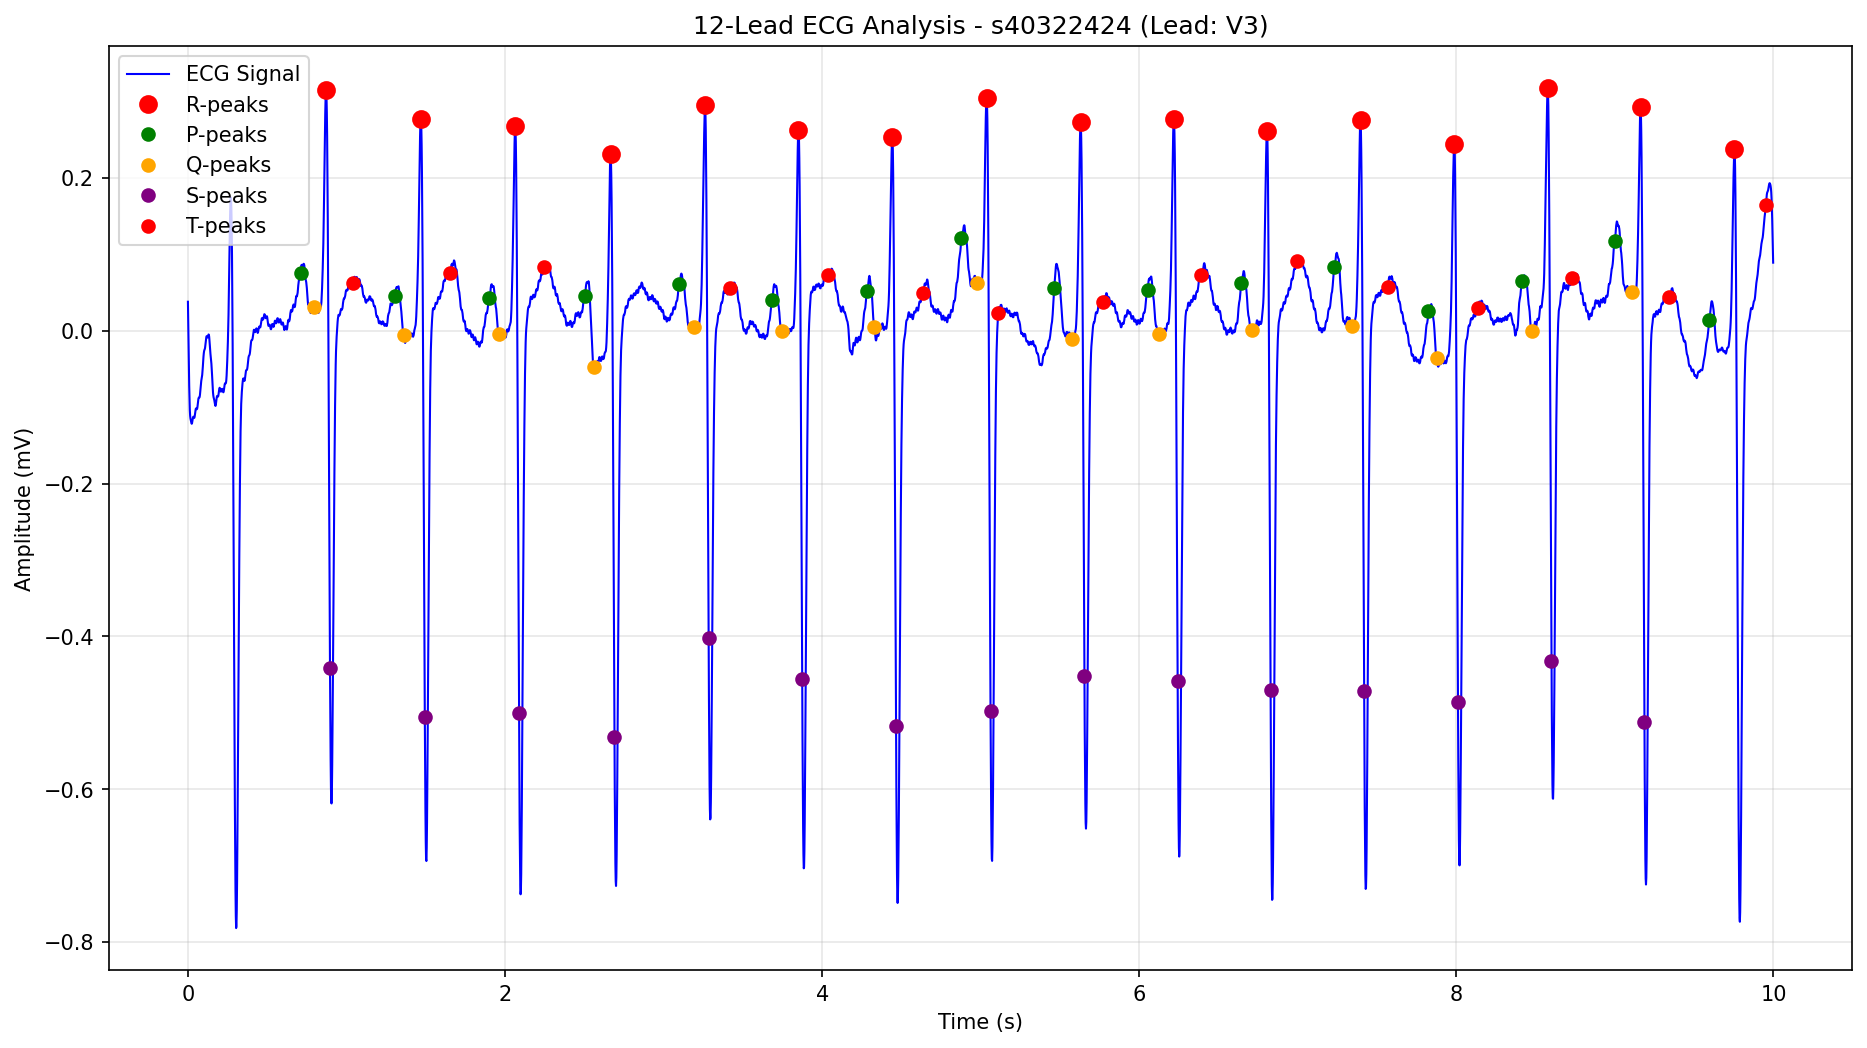 12-Lead ECG Analysis - s40322424 (Lead: V3)
ECG Signal
R-peaks
P-peaks
Q-peaks
S-peaks
T-peaks
Amplitude (mV)
0.2
0.0
−0.2
−0.4
−0.6
−0.8
0 2 4 6 8 10
Time (s)